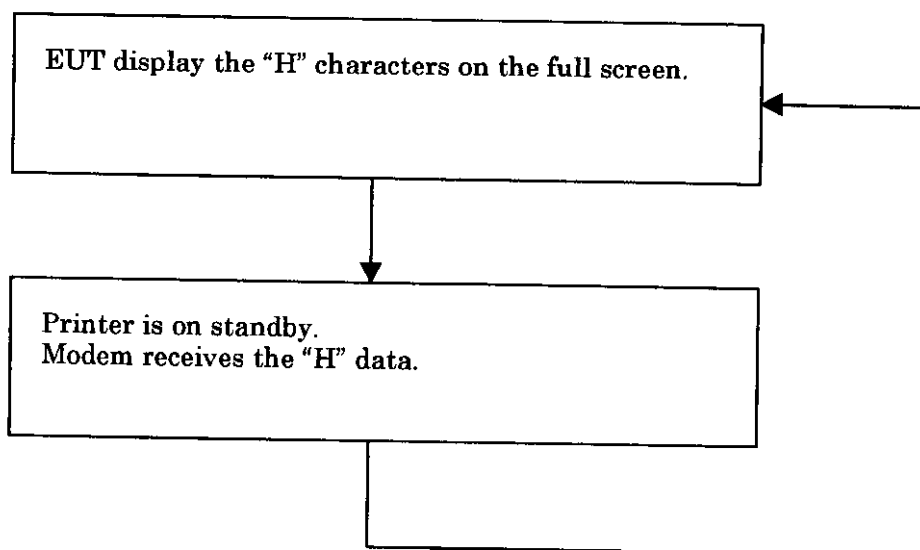 EUT display the “H” characters on the full screen.
Printer is on standby.
Modem receives the “H” data.